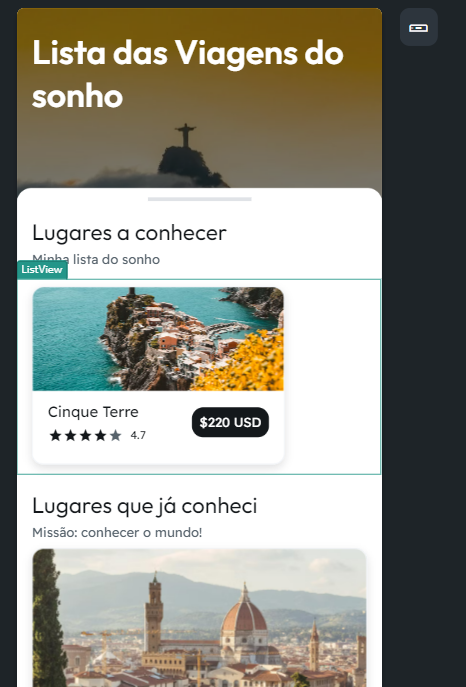 Lista das Viagens do
sonho
Lugares a conhecer
Minha lista do sonho
ListView
Cinque Terre
4.7
$220 USD
Lugares que já conheci
Missão: conhecer o mundo!